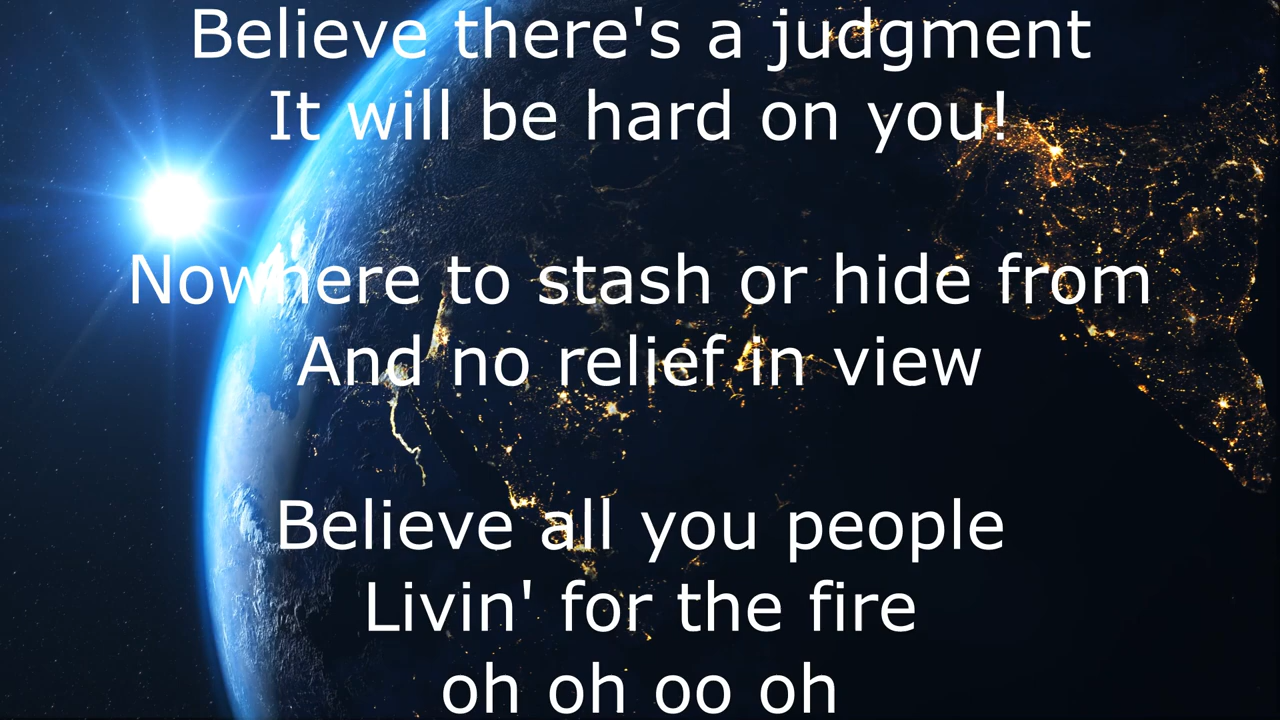 Believe there's a judgment
It will be hard on you!
Nowhere to stash or hide from
And no relief in view
Believe all you people
Livin' for the fire
oh oh oo oh